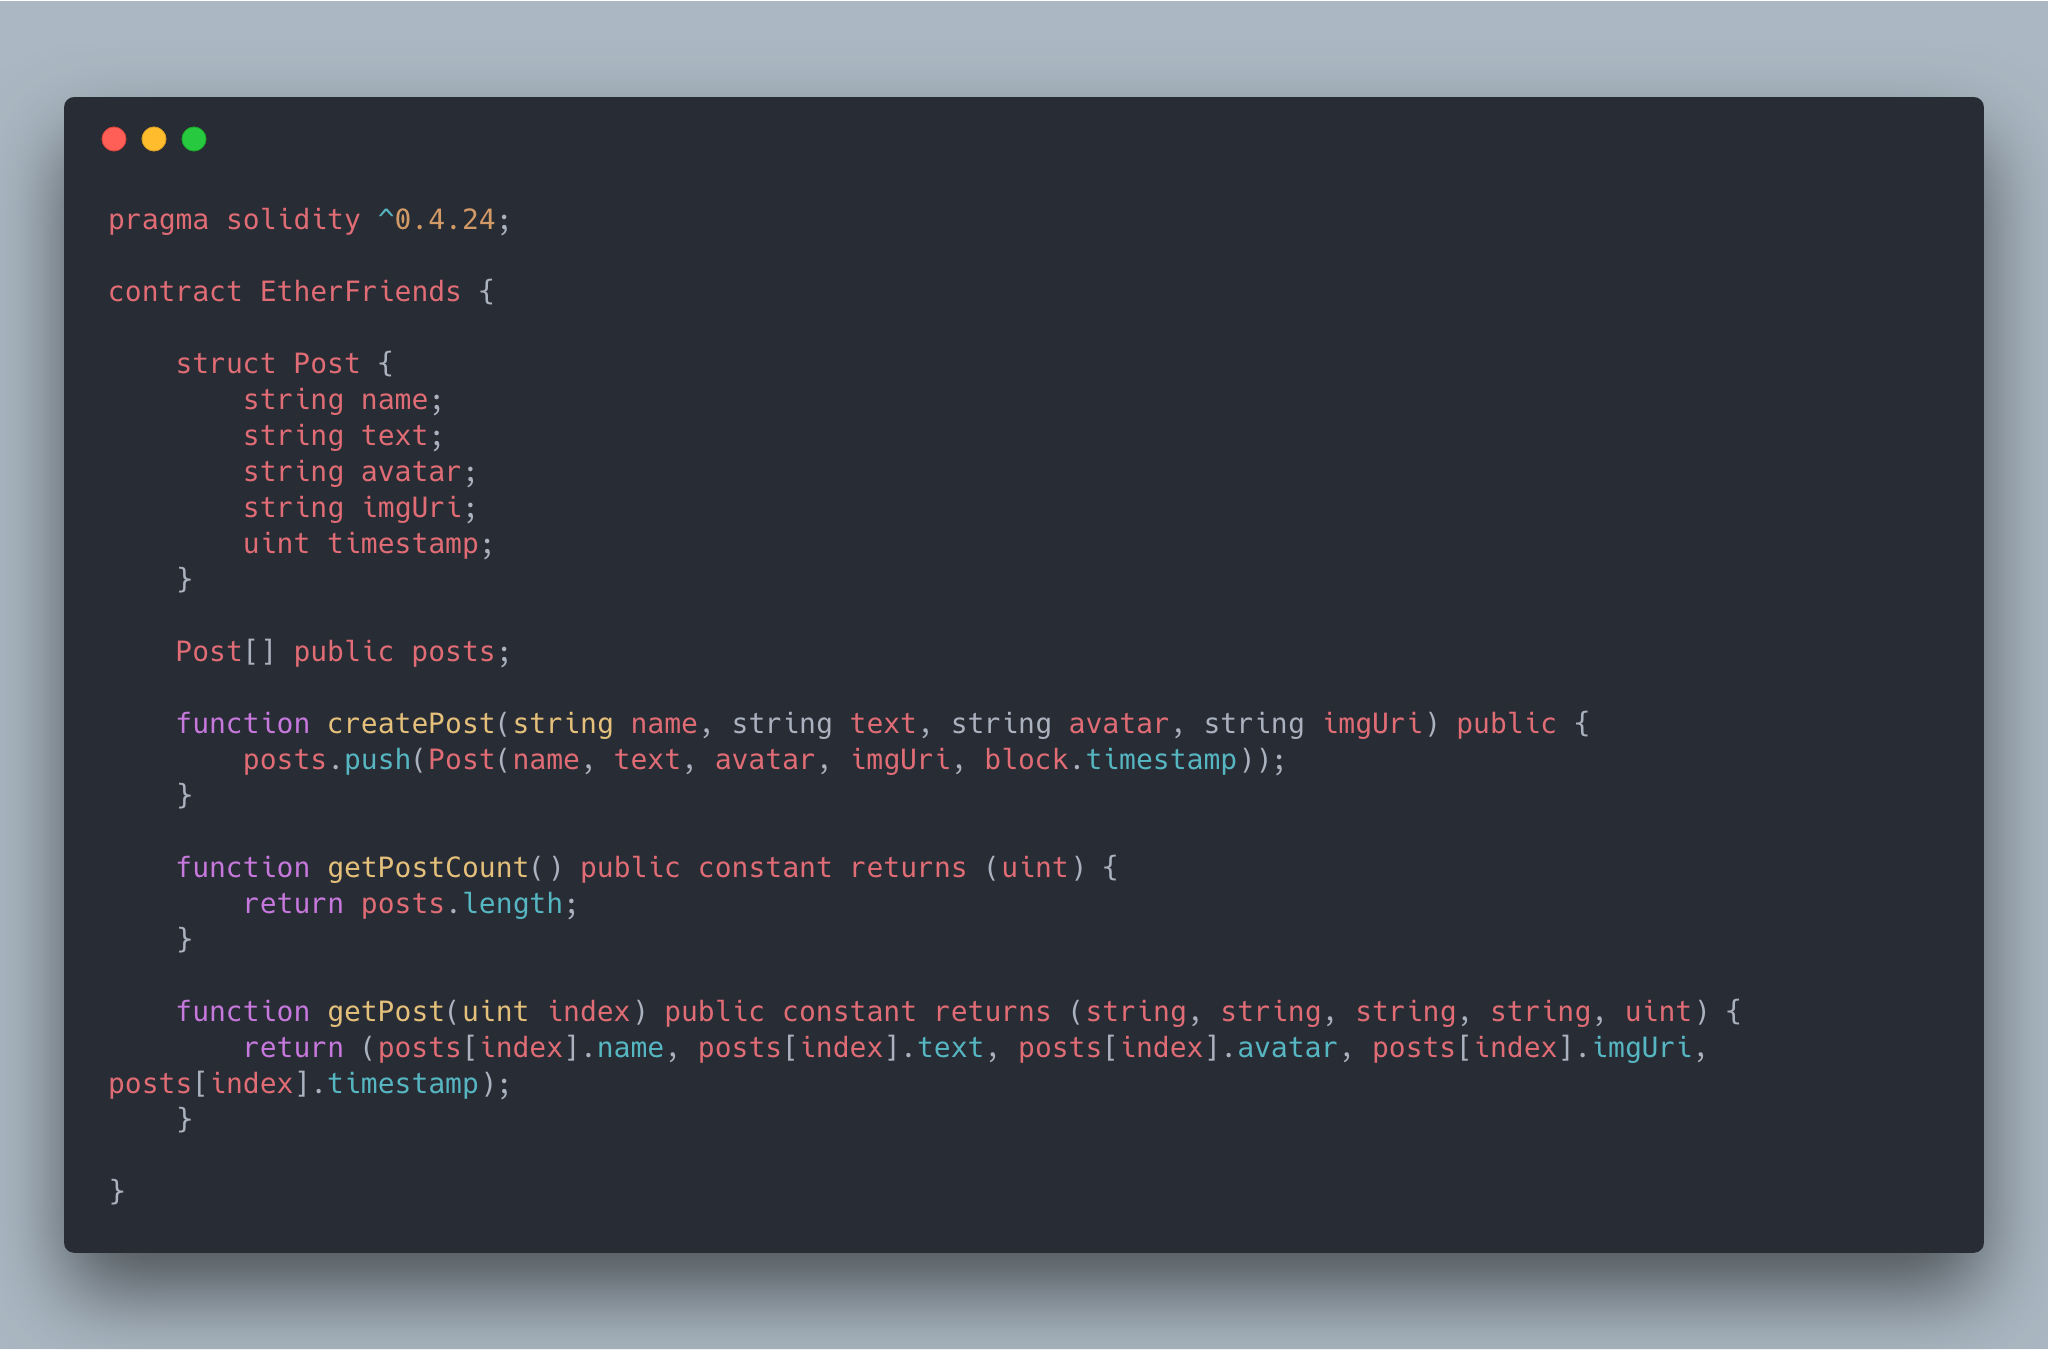 pragma solidity ^0.4.24;

contract EtherFriends {

    struct Post {
        string name;
        string text;
        string avatar;
        string imgUri;
        uint timestamp;
    }

    Post[] public posts;

    function createPost(string name, string text, string avatar, string imgUri) public {
        posts.push(Post(name, text, avatar, imgUri, block.timestamp));
    }

    function getPostCount() public constant returns (uint) {
        return posts.length;
    }

    function getPost(uint index) public constant returns (string, string, string, string, uint) {
        return (posts[index].name, posts[index].text, posts[index].avatar, posts[index].imgUri,
posts[index].timestamp);
    }

}